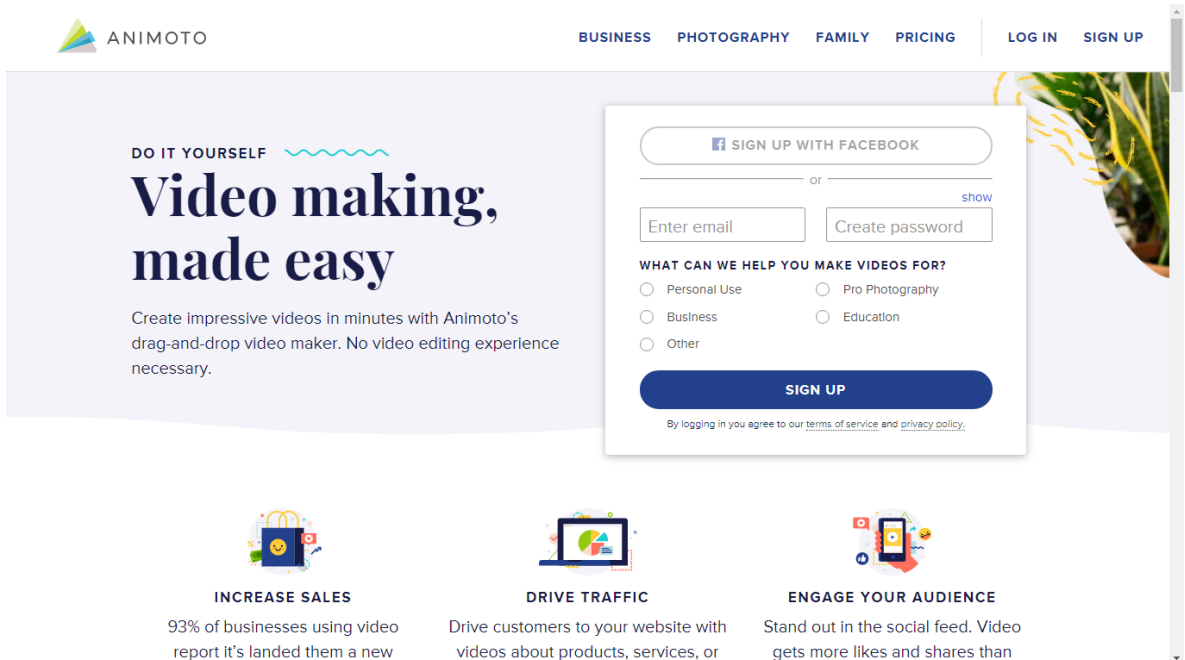 ANIMOTO
BUSINESS PHOTOGRAPHY FAMILY PRICING LOG IN SIGN UP
DO IT YOURSELF
Video making,
made easy
Create impressive videos in minutes with Animoto's
drag-and-drop video maker. No video editing experience
necessary.
SIGN UP WITH FACEBOOK
or
show
Enter email Create password
WHAT CAN WE HELP YOU MAKE VIDEOS FOR?
Personal Use Pro Photography
Business Education
Other
SIGN UP
By logging in you agree to our terms of service and privacy policy.
INCREASE SALES
93% of businesses using video
report it's landed them a new
DRIVE TRAFFIC
Drive customers to your website with
videos about products, services, or
ENGAGE YOUR AUDIENCE
Stand out in the social feed. Video
gets more likes and shares than